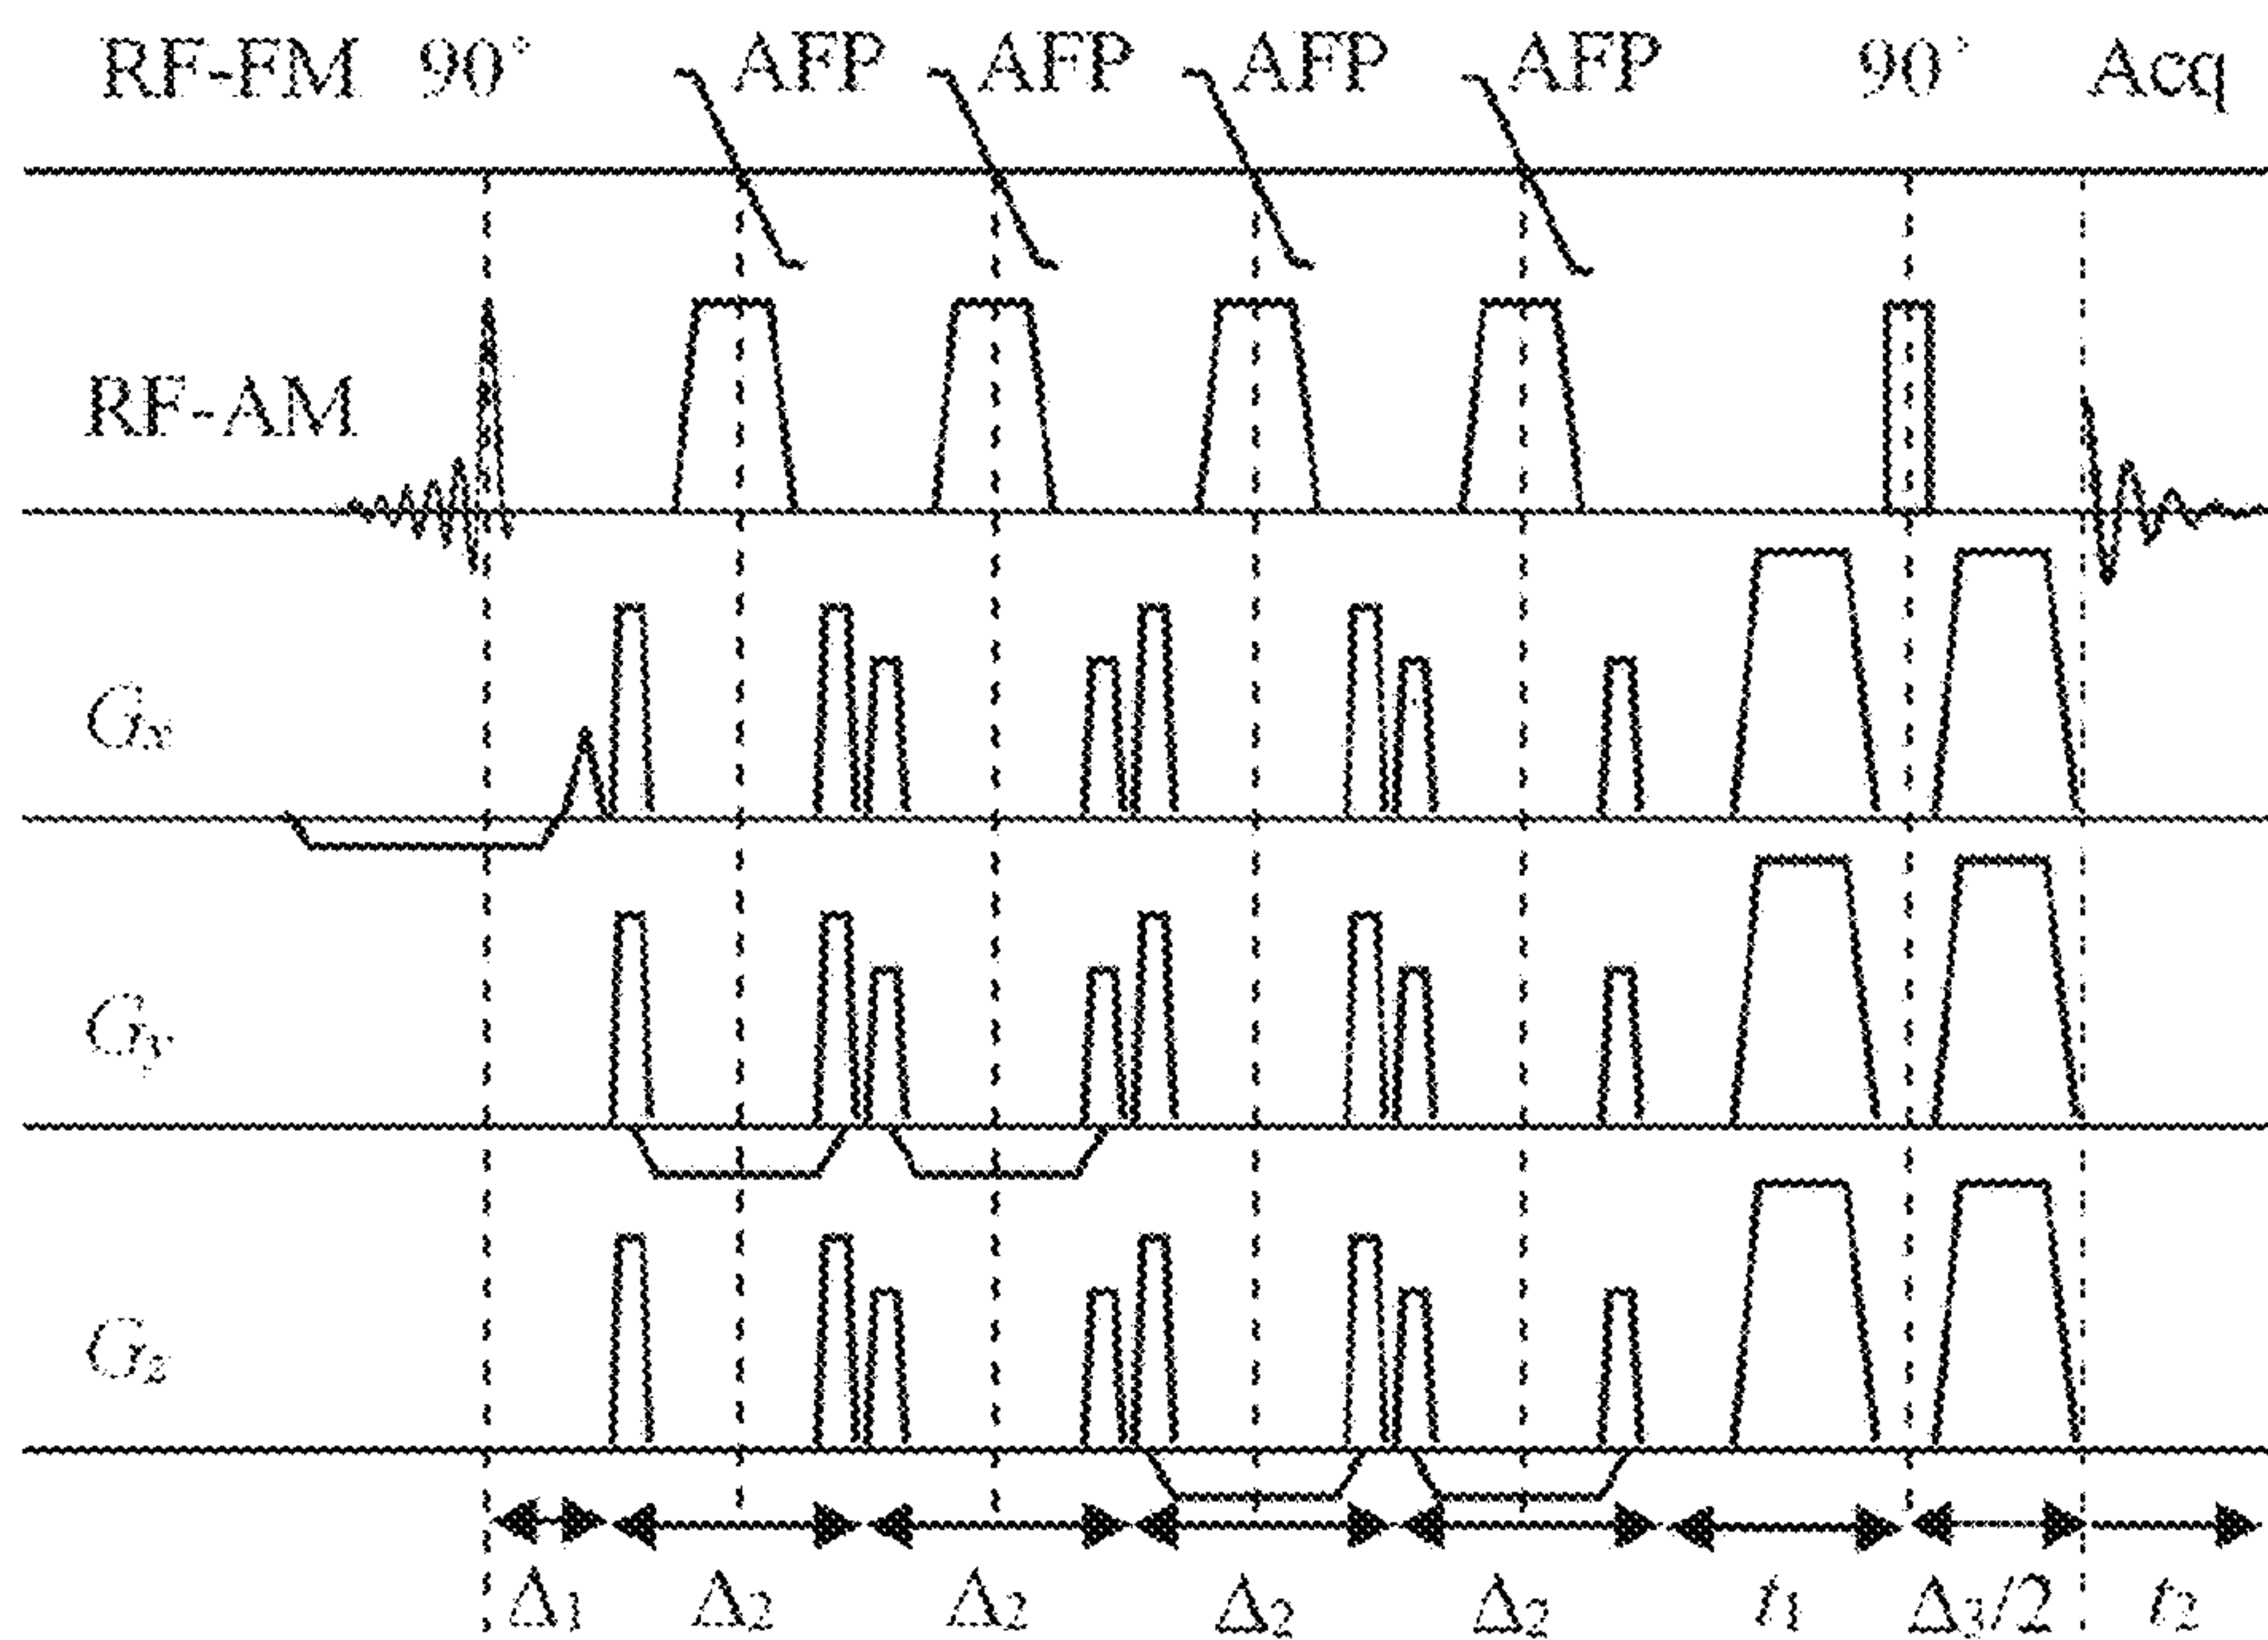 RF-FM 90° AFP AFP AFP AFP 90° Acq
RF-AM
Gx
Gy
Gz
Δ1 Δ2 Δ2 Δ2 Δ2 t1 Δ3/2 t2